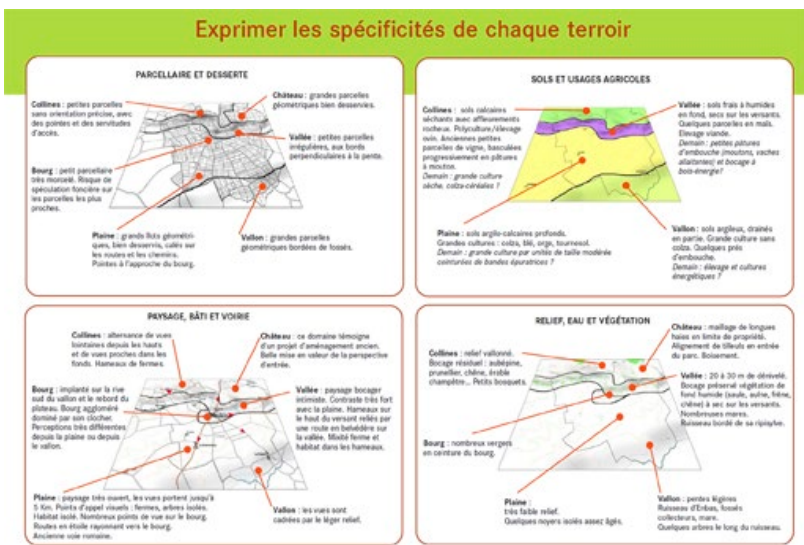 Exprimer les spécificités de chaque terroir
PARCELLAIRE ET DESSERTE
Collines : petites parcelles
sans orientation précise, avec
des pointes et des servitudes
d'accès.
Château : grandes parcelles
géometriques bien desservies.
Vallée : petites parcelles
irrégulières, aux bords
perpendiculaires à la pente.
Bourg : petit parcellaire
très morcelé. Risque de
spéculation foncière sur
les parcelles les plus
proches.
Plaine : grands îlots géométri-
ques, bien desservis, calés sur
les routes et les chemins.
Pointes à l'approche du bourg.
Vallon : grandes parcelles
géométriques bordées de fossés.
SOLS ET USAGES AGRICOLES
Collines : sols calcaires
séchants avec affleurements
rocheux. Polyculture/élevage
ovin. Anciennes petites
parcelles de vigne, basculées
progressivement en pâtures
à mouton.
Demain : grande culture
sèche, colza-céréales ?
Vallée : sols frais à humides
en fond, secs sur les versants.
Quelques parcelles en maïs.
Elevage viande.
Demain : petites pâtures
d'embouche (moutons, vaches
allaitantes) et bocage à
bois-énergie?
Plaine : sols argilo-calcaires profonds.
Grandes cultures : colza, blé, orge, tournesol.
Demain : grande culture par unités de taille modérée
ceinturées de bandes épuratrices ?
Vallon : sols argileux, drainés
en partie. Grande culture sans
colza. Quelques prés
d'embouche.
Demain : élevage et cultures
énergétiques ?
PAYSAGE, BÂTI ET VOIRIE
Collines : alternance de vues
lointaines depuis les hauts
et de vues proches dans les
fonds. Hameaux de fermes.
Château : ce domaine témoigne
d'un projet d'aménagement ancien.
Belle mise en valeur de la perspective
d'entrée.
Bourg : implanté sur la rive
sud du vallon et le rebord du
plateau. Bourg aggloméré
dominé par son clocher.
Perceptions très différentes
depuis la plaine ou depuis
le vallon.
Vallée : paysage bocager
intimiste. Contraste très fort
avec la plaine. Hameaux sur
le haut du versant reliés par
une route en belvédère sur
la vallée. Mixité ferme et
habitat dans les hameaux.
Plaine : paysage très ouvert, les vues portent jusqu'à
5 Km. Points d'appel visuels : fermes, arbres isolés.
Habitat isolé. Nombreux points de vue sur le bourg.
Routes en étoile rayonnant vers le bourg.
Ancienne voie romaine.
Vallon : les vues sont
cadrées par le léger relief.
RELIEF, EAU ET VÉGÉTATION
Collines : relief vallonné.
Bocage résiduel : aubépine,
prunellier, chêne, érable
champêtre... Petits bosquets.
Château : maillage de longues
haies en limite de propriété.
Alignement de tilleuls en entrée
du parc. Boisement.
Vallée : 20 à 30 m de dénivelé.
Bocage préservé végétation de
fond humide (saule, aulne, frêne,
chêne) à sec sur les versants.
Nombreuses mares.
Ruisseau bordé de sa ripisylve.
Bourg : nombreux vergers
en ceinture du bourg.
Plaine :
très faible relief.
Quelques noyers isolés assez âgés.
Vallon : pentes légères
Ruisseau d'Enbas, fossés
collecteurs, mare.
Quelques arbres le long du ruisseau.